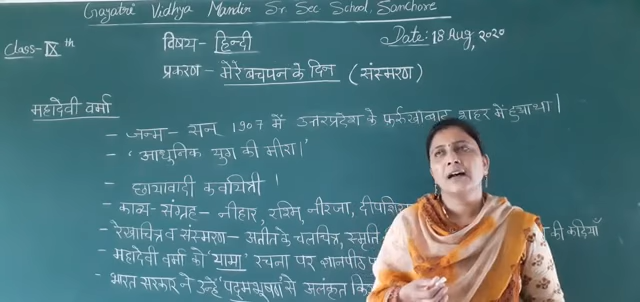 Gayatri Vidhya Mandir Sr. Sec School, Sanchore
Class-IXth
Date: 18 Aug, 2020
विषय- हिन्दी
प्रकरण- मेरे बचपन के दिन (संस्मरण)
महादेवी वर्मा
- जन्म- सन् 1907 में उत्तरप्रदेश के फर्रुखाबाद शहर में हुआ था।
- 'आधुनिक युग की मीरा।'
- छायावादी कवयित्री।
- काव्य-संग्रह- नीहार, रश्मि, नीरजा,
- रेखाचित्र व संस्मरण- अतीत के चलचित्र, स्मृति की कड़ियाँ
- महादेवी वर्मा को 'यामा' रचना पर ज्ञानपीठ
- भारत सरकार ने उन्हें 'पद्मभूषण' से अलंकृत